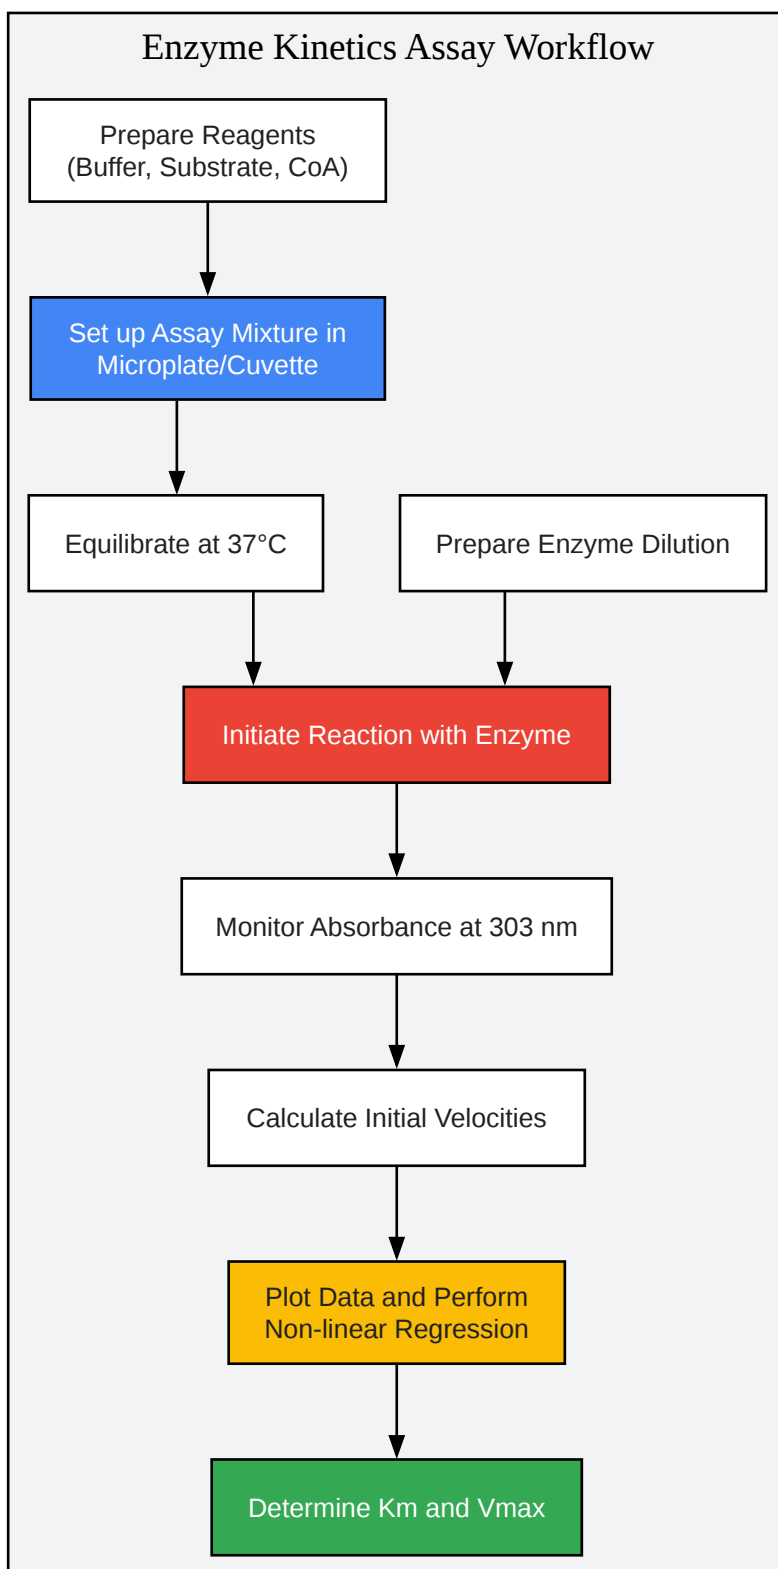 Enzyme Kinetics Assay Workflow
Prepare Reagents
(Buffer, Substrate, CoA)
Set up Assay Mixture in
Microplate/Cuvette
Equilibrate at 37°C
Prepare Enzyme Dilution
Initiate Reaction with Enzyme
Monitor Absorbance at 303 nm
Calculate Initial Velocities
Plot Data and Perform
Non-linear Regression
Determine Km and Vmax